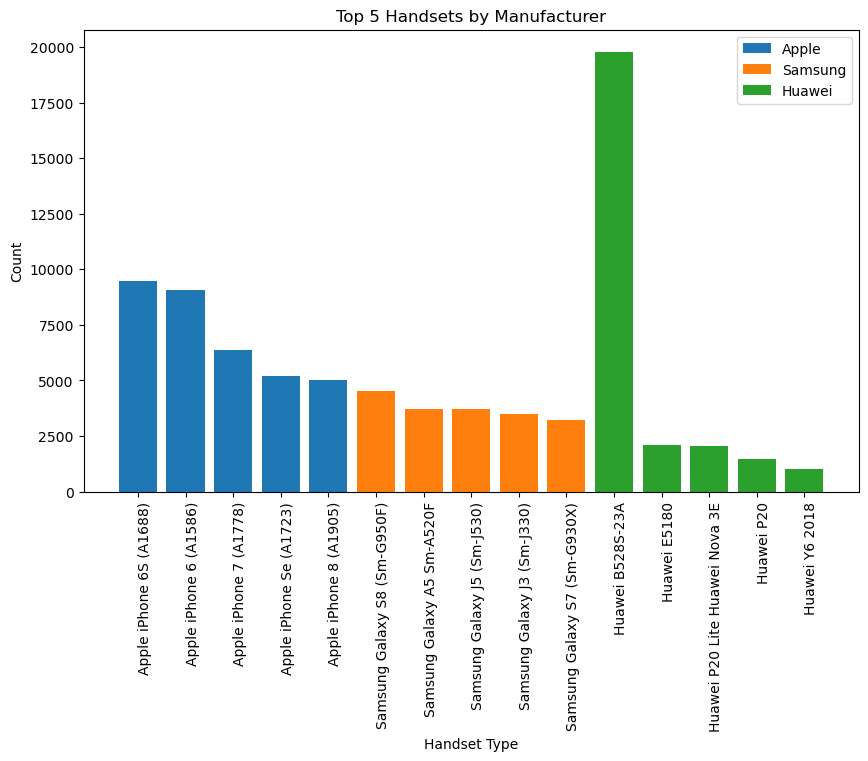 Top 5 Handsets by Manufacturer
Apple
Samsung
Huawei
20000
17500
15000
12500
10000
7500
5000
2500
0
Count
Apple iPhone 6S (A1688)
Apple iPhone 6 (A1586)
Apple iPhone 7 (A1778)
Apple iPhone Se (A1723)
Apple iPhone 8 (A1905)
Samsung Galaxy S8 (Sm-G950F)
Samsung Galaxy A5 Sm-A520F
Samsung Galaxy J5 (Sm-J530)
Samsung Galaxy J3 (Sm-J330)
Samsung Galaxy S7 (Sm-G930X)
Huawei B528S-23A
Huawei E5180
Huawei P20 Lite Huawei Nova 3E
Huawei P20
Huawei Y6 2018
Handset Type